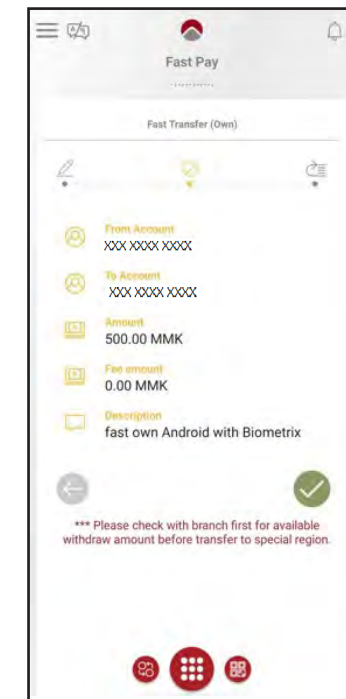 Fast Pay
Fast Transfer (Own)
From Account
XXX XXXX XXXX
To Account
XXX XXXX XXXX
Amount
500.00 MMK
Fee amount
0.00 MMK
Description
fast own Android with Biometrix
*** Please check with branch first for available
withdraw amount before transfer to special region.